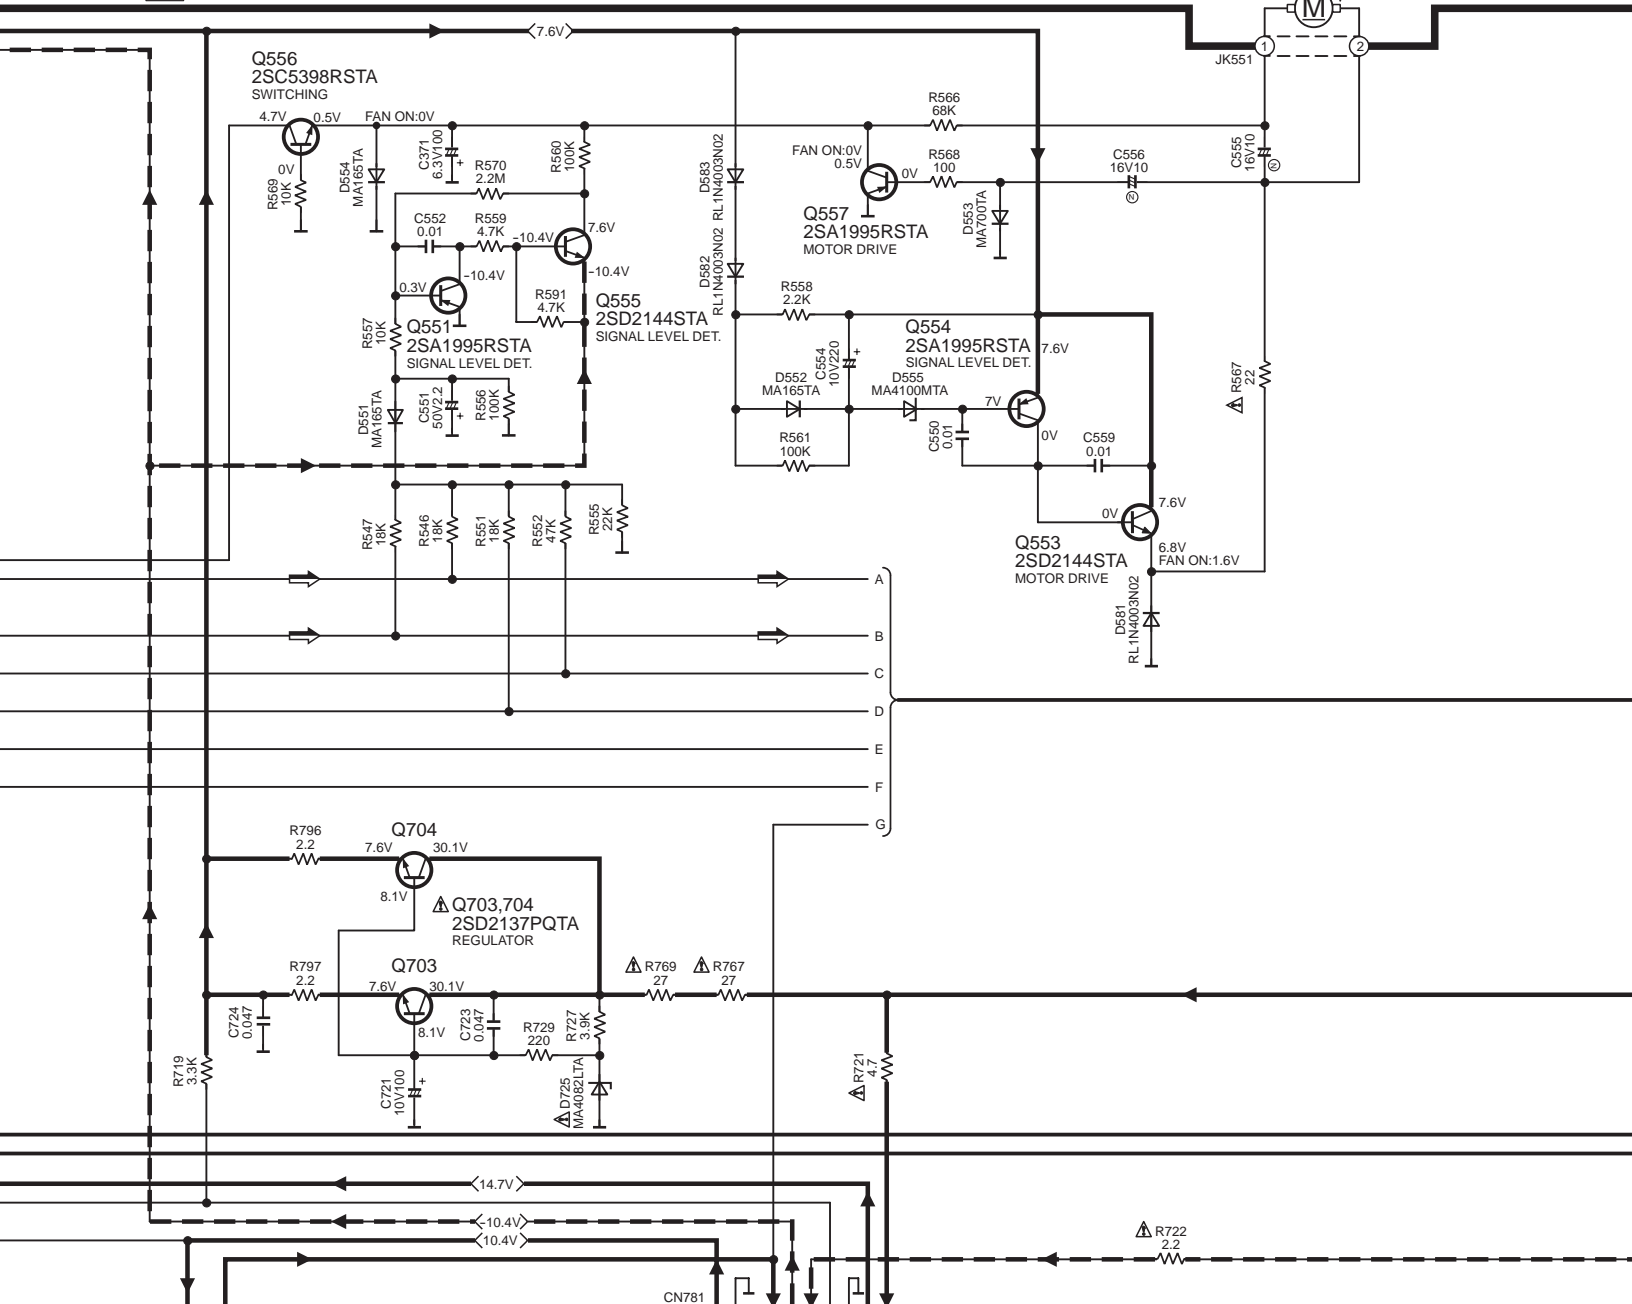 M
7.6V
1
2
JK551
Q556
2SC5398RSTA
SWITCHING
4.7V
0.5V
FAN ON:0V
0V
R569
10K
D554
MA165TA
C371
6.3V100
+
R560
100K
R570
2.2M
C552
0.01
R559
4.7K
-10.4V
7.6V
-10.4V
-10.4V
0.3V
R591
4.7K
Q555
2SD2144STA
SIGNAL LEVEL DET.
Q551
2SA1995RSTA
SIGNAL LEVEL DET.
R557
10K
D551
MA165TA
C551
50V2.2
+
R556
100K
D583
RL1N4003N02
D582
RL1N4003N02
R566
68K
FAN ON:0V
0.5V
0V
R568
100
Q557
2SA1995RSTA
MOTOR DRIVE
D553
MA700TA
C556
16V10
N
C555
16V10
N
R558
2.2K
C554
10V220
+
Q554
2SA1995RSTA
SIGNAL LEVEL DET.
7.6V
D552
MA165TA
D555
MA4100MTA
7V
0V
C550
0.01
R561
100K
C559
0.01
R567
22
7.6V
0V
6.8V
FAN ON:1.6V
Q553
2SD2144STA
MOTOR DRIVE
D581
RL1N4003N02
R547
18K
R546
18K
R551
18K
R552
47K
R555
22K
A
B
C
D
E
F
G
R796
2.2
Q704
7.6V
30.1V
8.1V
Q703,704
2SD2137PQTA
REGULATOR
R797
2.2
Q703
7.6V
30.1V
8.1V
R769
27
R767
27
C724
0.047
C723
0.047
R729
220
R727
3.9K
R719
3.3K
C721
10V100
+
D725
MA4082LTA
R721
4.7
14.7V
-10.4V
10.4V
R722
2.2
CN781